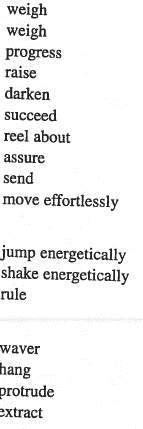 weigh
weigh
progress
raise
darken
succeed
reel about
assure
send
move effortlessly
jump energetically
shake energetically
rule
waver
hang
protrude
extract